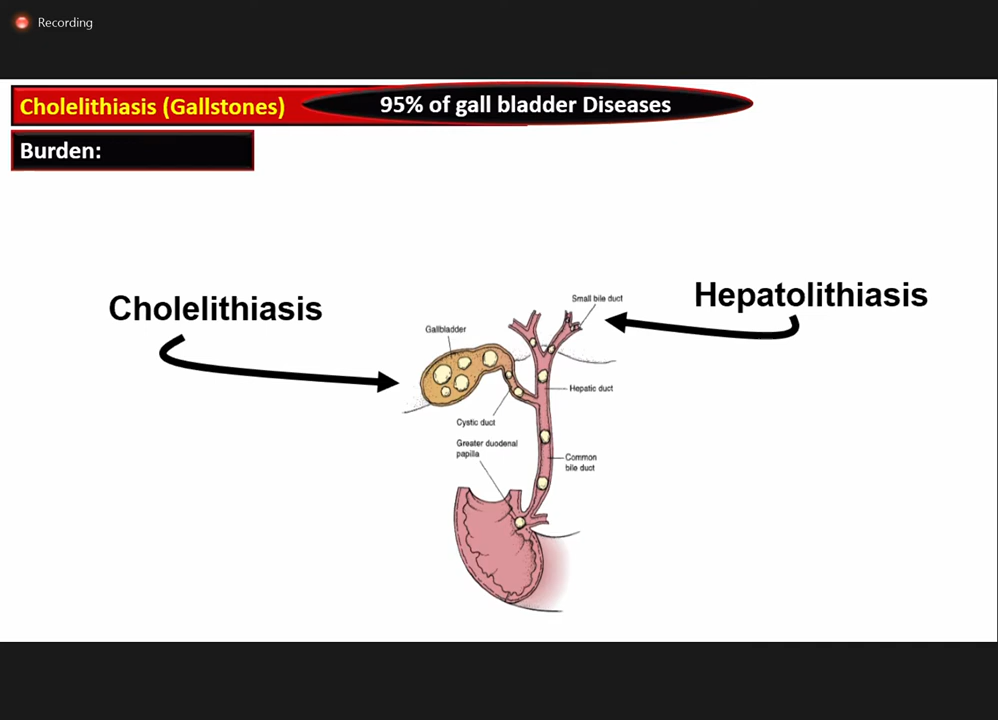 Recording
Cholelithiasis (Gallstones)
95% of gall bladder Diseases
Burden:
Cholelithiasis
Hepatolithiasis
Small bile duct
Gallbladder
Hepatic duct
Cystic duct
Greater duodenal
papilla
Common
bile duct